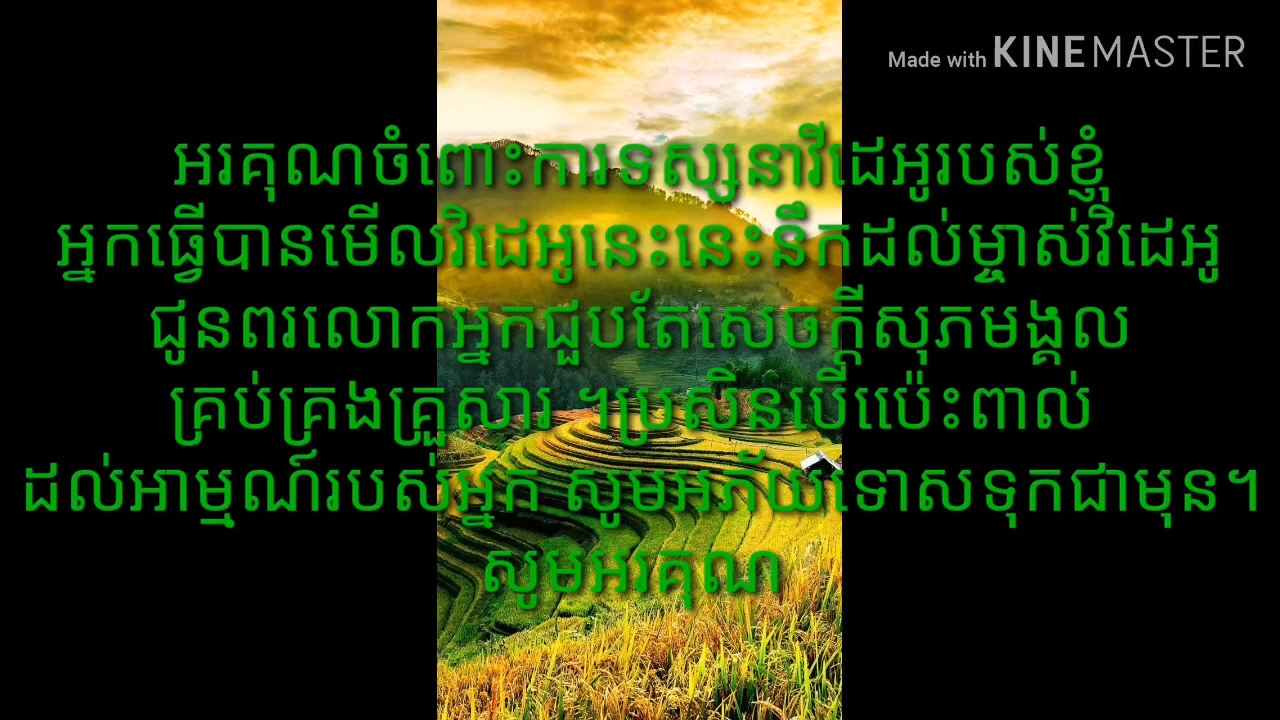 Made with KINEMASTER
អរគុណចំពោះការទស្សនាវីដេអូរបស់ខ្ញុំ
អ្នកធ្វើបានមើលវិដេអូនេះនេះនឹកដល់ម្ចាស់វិដេអូ
ជូនពរលោកអ្នកជួបតែសេចក្តីសុភមង្គល
គ្រប់គ្រងគ្រួសារ ។ប្រសិនបើប៉េះពាល់
ដល់អារម្មណ៍របស់អ្នក សូមអភ័យទោសទុកជាមុន។
សូមអរគុណ